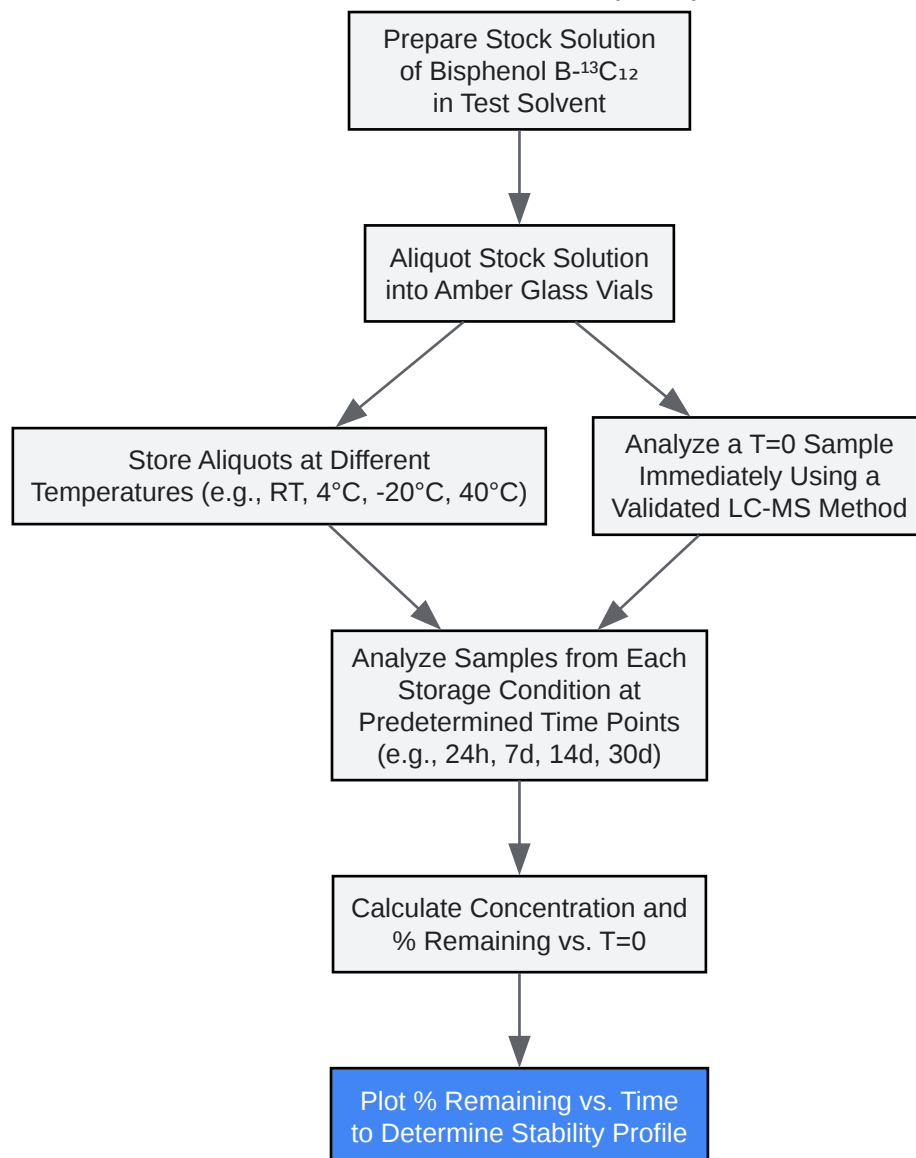 Prepare Stock Solution
of Bisphenol B-¹³C₁₂
in Test Solvent
Aliquot Stock Solution
into Amber Glass Vials
Store Aliquots at Different
Temperatures (e.g., RT, 4°C, -20°C, 40°C)
Analyze a T=0 Sample
Immediately Using a
Validated LC-MS Method
Analyze Samples from Each
Storage Condition at
Predetermined Time Points
(e.g., 24h, 7d, 14d, 30d)
Calculate Concentration and
% Remaining vs. T=0
Plot % Remaining vs. Time
to Determine Stability Profile